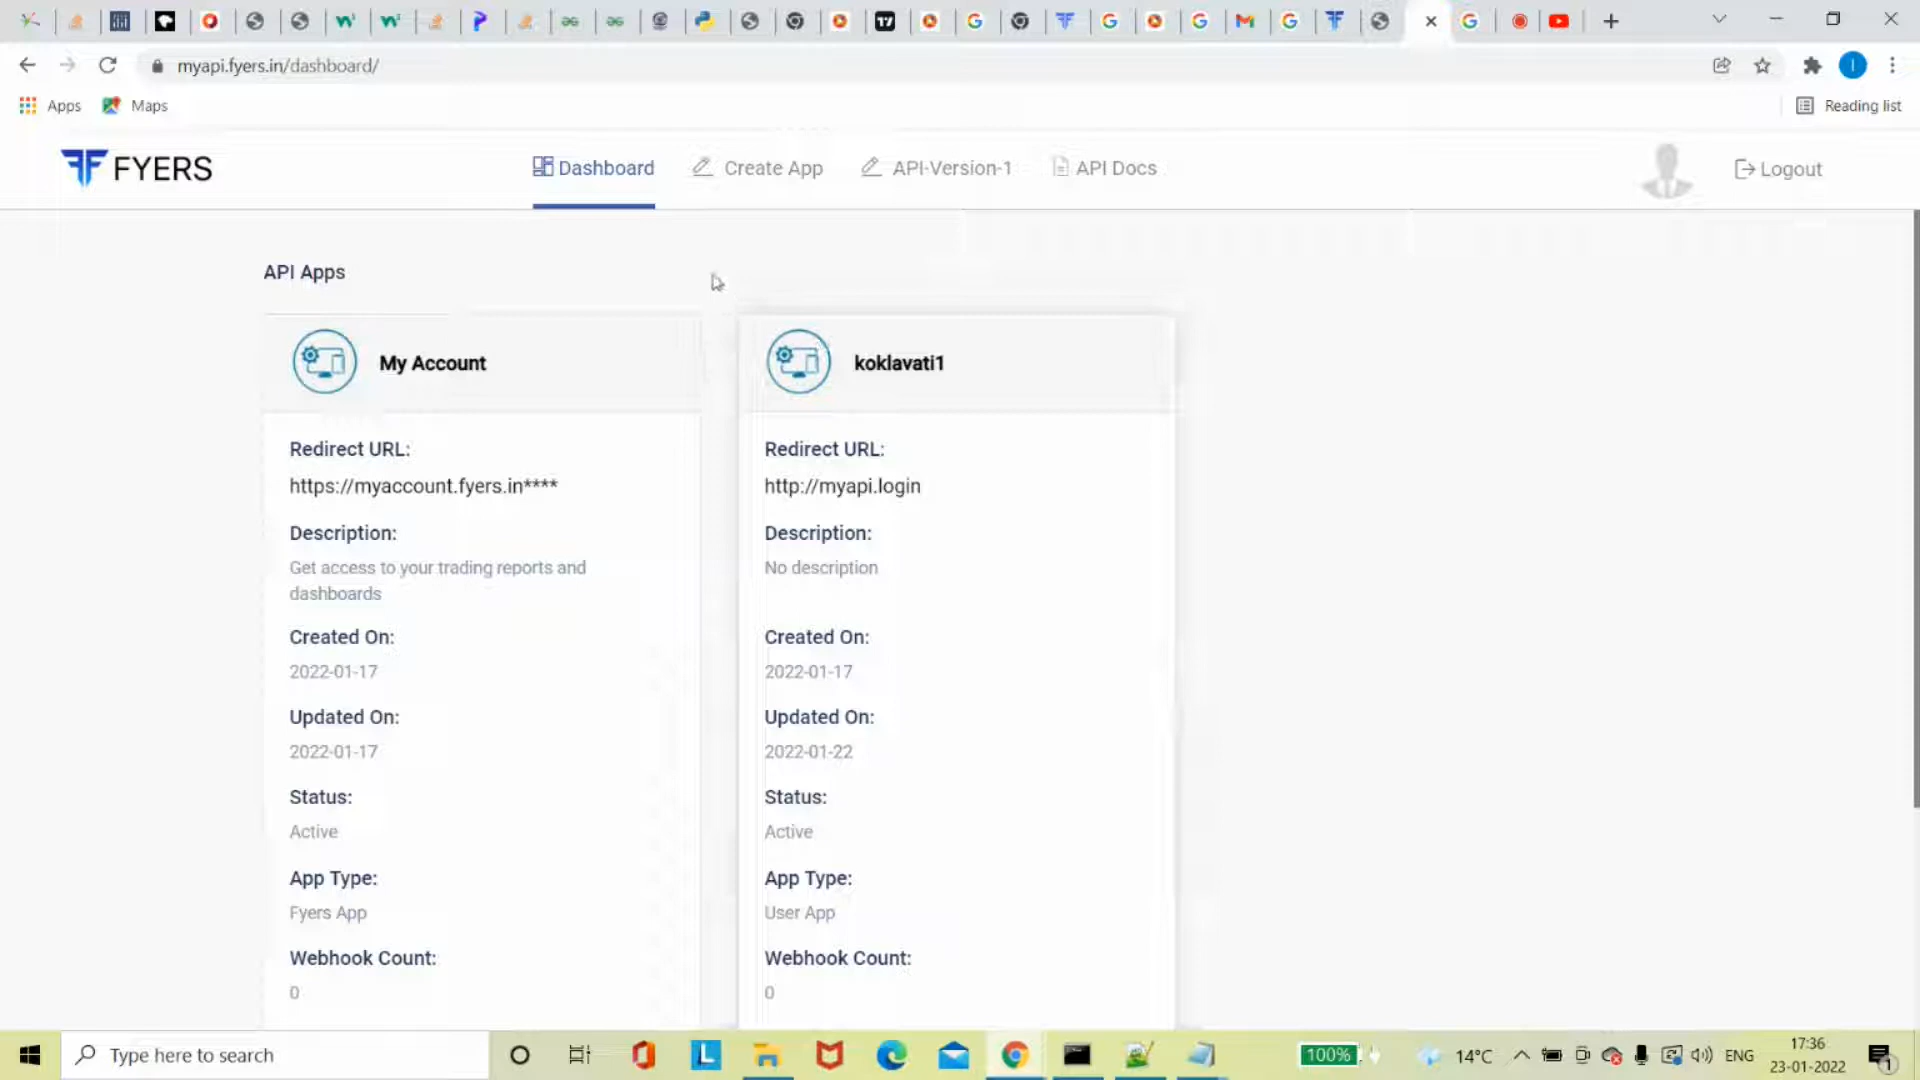 myapi.fyers.in/dashboard/
Apps
Maps
Reading list
FYERS
Dashboard
Create App
API-Version-1
API Docs
Logout
API Apps
My Account
Redirect URL:
https://myaccount.fyers.in****
Description:
Get access to your trading reports and
dashboards
Created On:
2022-01-17
Updated On:
2022-01-17
Status:
Active
App Type:
Fyers App
Webhook Count:
0
koklavati1
Redirect URL:
http://myapi.login
Description:
No description
Created On:
2022-01-17
Updated On:
2022-01-22
Status:
Active
App Type:
User App
Webhook Count:
0
Type here to search
100%
14°C
ENG
17:36
23-01-2022
1